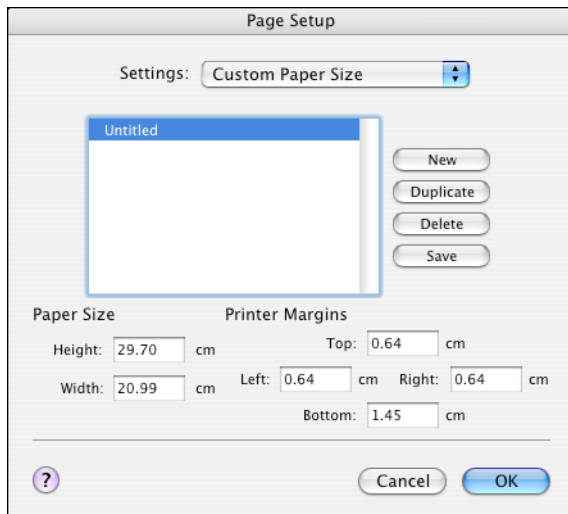 Page Setup
Settings: Custom Paper Size
Untitled
New
Duplicate
Delete
Save
Paper Size
Printer Margins
Height: 29.70 cm
Top: 0.64 cm
Width: 20.99 cm
Left: 0.64 cm Right: 0.64 cm
Bottom: 1.45 cm
?
Cancel
OK